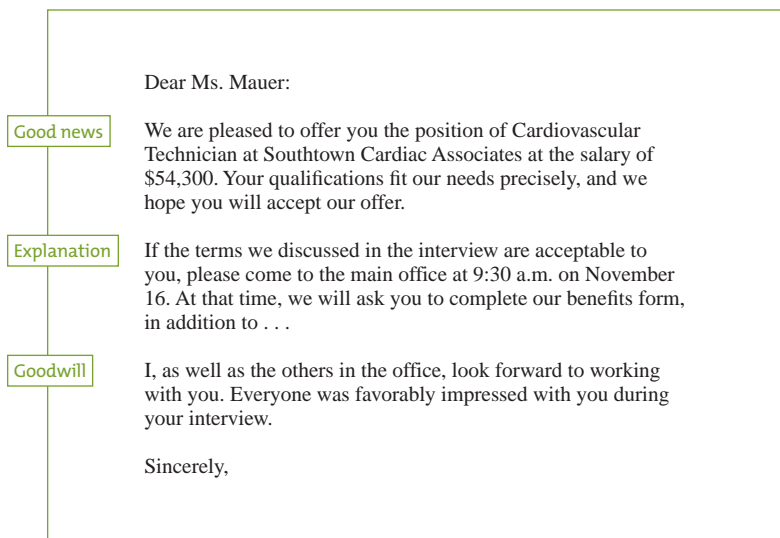 Dear Ms. Mauer:
Good news
We are pleased to offer you the position of Cardiovascular
Technician at Southtown Cardiac Associates at the salary of
$54,300. Your qualifications fit our needs precisely, and we
hope you will accept our offer.
Explanation
If the terms we discussed in the interview are acceptable to
you, please come to the main office at 9:30 a.m. on November
16. At that time, we will ask you to complete our benefits form,
in addition to . . .
Goodwill
I, as well as the others in the office, look forward to working
with you. Everyone was favorably impressed with you during
your interview.
Sincerely,